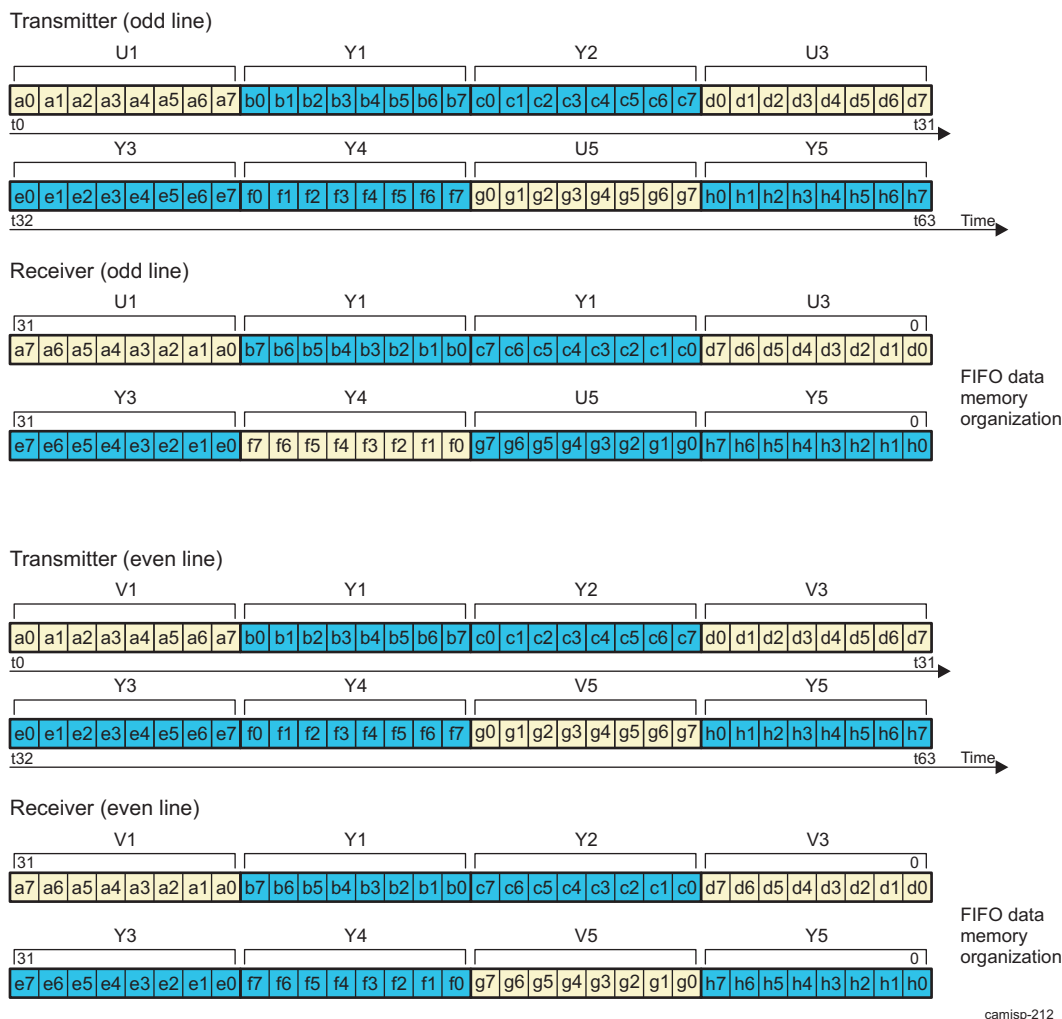 Transmitter (odd line)
U1 Y1 Y2 U3
a0 a1 a2 a3 a4 a5 a6 a7 b0 b1 b2 b3 b4 b5 b6 b7 c0 c1 c2 c3 c4 c5 c6 c7 d0 d1 d2 d3 d4 d5 d6 d7
t0 t31
Y3 Y4 U5 Y5
e0 e1 e2 e3 e4 e5 e6 e7 f0 f1 f2 f3 f4 f5 f6 f7 g0 g1 g2 g3 g4 g5 g6 g7 h0 h1 h2 h3 h4 h5 h6 h7
t32 t63 Time
Receiver (odd line)
U1 Y1 Y1 U3
31 0
a7 a6 a5 a4 a3 a2 a1 a0 b7 b6 b5 b4 b3 b2 b1 b0 c7 c6 c5 c4 c3 c2 c1 c0 d7 d6 d5 d4 d3 d2 d1 d0
Y3 Y4 U5 Y5
31 0
e7 e6 e5 e4 e3 e2 e1 e0 f7 f6 f5 f4 f3 f2 f1 f0 g7 g6 g5 g4 g3 g2 g1 g0 h7 h6 h5 h4 h3 h2 h1 h0
FIFO data
memory
organization
Transmitter (even line)
V1 Y1 Y2 V3
a0 a1 a2 a3 a4 a5 a6 a7 b0 b1 b2 b3 b4 b5 b6 b7 c0 c1 c2 c3 c4 c5 c6 c7 d0 d1 d2 d3 d4 d5 d6 d7
t0 t31
Y3 Y4 V5 Y5
e0 e1 e2 e3 e4 e5 e6 e7 f0 f1 f2 f3 f4 f5 f6 f7 g0 g1 g2 g3 g4 g5 g6 g7 h0 h1 h2 h3 h4 h5 h6 h7
t32 t63 Time
Receiver (even line)
V1 Y1 Y2 V3
31 0
a7 a6 a5 a4 a3 a2 a1 a0 b7 b6 b5 b4 b3 b2 b1 b0 c7 c6 c5 c4 c3 c2 c1 c0 d7 d6 d5 d4 d3 d2 d1 d0
Y3 Y4 V5 Y5
31 0
e7 e6 e5 e4 e3 e2 e1 e0 f7 f6 f5 f4 f3 f2 f1 f0 g7 g6 g5 g4 g3 g2 g1 g0 h7 h6 h5 h4 h3 h2 h1 h0
FIFO data
memory
organization
camisp-212